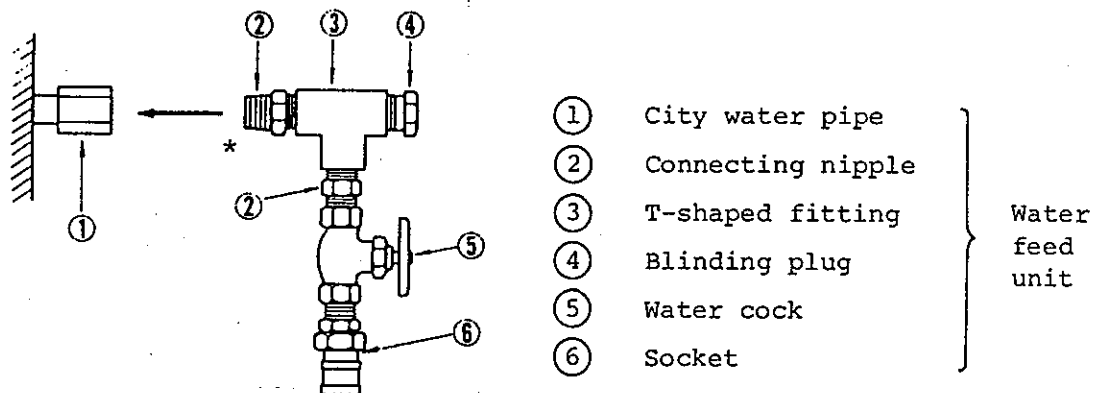 ② ③ ④
*
①
②
⑤
⑥
① City water pipe
② Connecting nipple
③ T-shaped fitting
④ Blinding plug
⑤ Water cock
⑥ Socket
Water
feed
unit